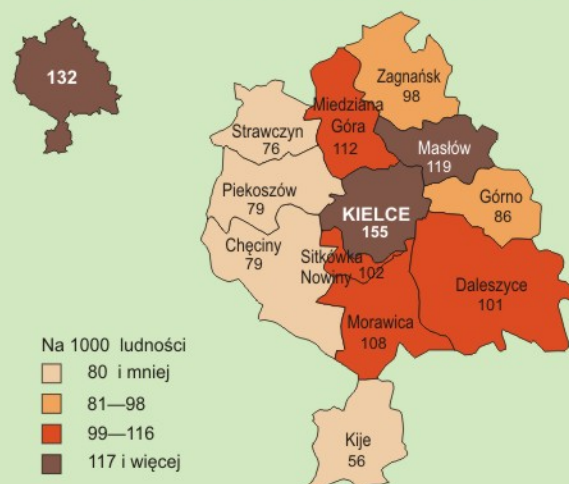 132
Zagnańsk
98
Miedziana
Góra
112
Strawczyn
76
Masłów
119
Piekoszów
79
Górno
86
KIELCE
155
Chęciny
79
Sitkówka
Nowiny
102
Daleszyce
101
Morawica
108
Kije
56
Na 1000 ludności
80 i mniej
81—98
99—116
117 i więcej